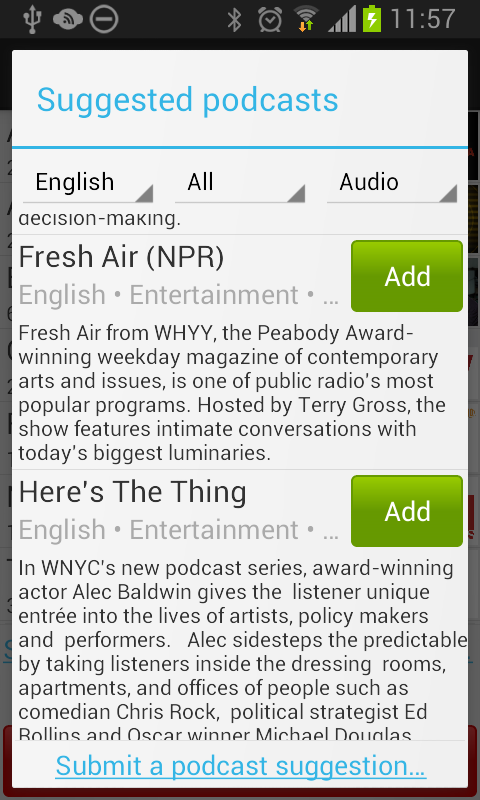 11:57
Suggested podcasts
English All Audio
decision-making.
Fresh Air (NPR)
Add
English • Entertainment • ...
Fresh Air from WHYY, the Peabody Award-
winning weekday magazine of contemporary
arts and issues, is one of public radio's most
popular programs. Hosted by Terry Gross, the
show features intimate conversations with
today's biggest luminaries.
Here's The Thing
Add
English • Entertainment • ...
In WNYC's new podcast series, award-winning
actor Alec Baldwin gives the  listener unique
entrée into the lives of artists, policy makers
and  performers.   Alec sidesteps the predictable
by taking listeners inside the dressing  rooms,
apartments, and offices of people such as
comedian Chris Rock,  political strategist Ed
Rollins and Oscar winner Michael Douglas.
Submit a podcast suggestion...